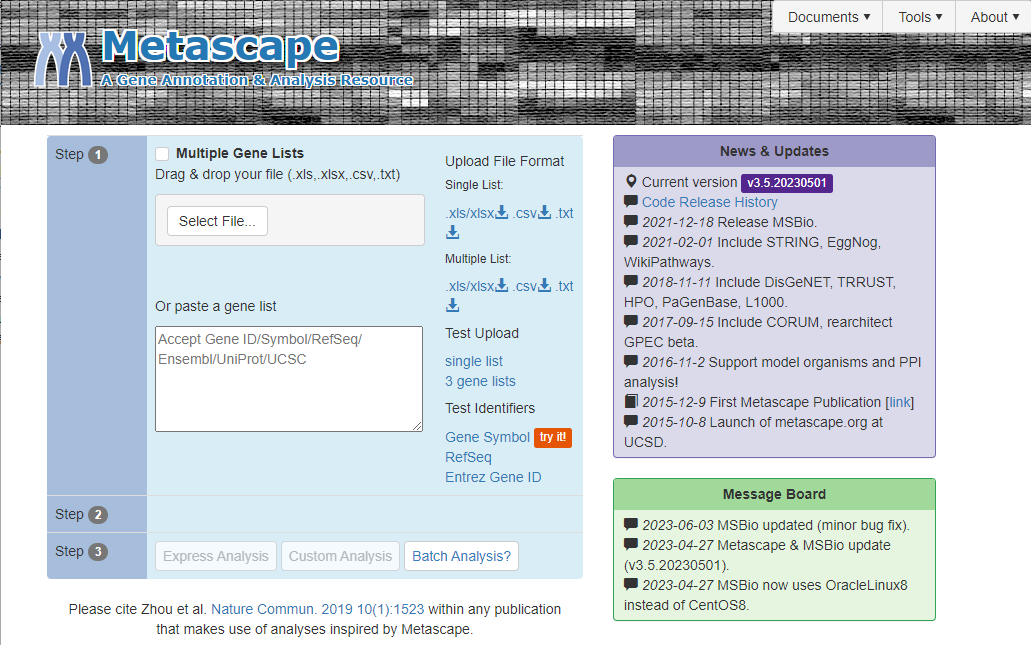 Documents ▾ Tools ▾ About ▾
Metascape
A Gene Annotation & Analysis Resource
Step 1
Multiple Gene Lists
Drag & drop your file (.xls,.xlsx,.csv,.txt)
Select File...
Or paste a gene list
Accept Gene ID/Symbol/RefSeq/
Ensembl/UniProt/UCSC
Upload File Format
Single List:
.xls/xlsx .csv .txt
Multiple List:
.xls/xlsx .csv .txt
Test Upload
single list
3 gene lists
Test Identifiers
Gene Symbol try it!
RefSeq
Entrez Gene ID
Step 2
Step 3
Express Analysis Custom Analysis Batch Analysis?
Please cite Zhou et al. Nature Commun. 2019 10(1):1523 within any publication
that makes use of analyses inspired by Metascape.
News & Updates
Current version v3.5.20230501
Code Release History
2021-12-18 Release MSBio.
2021-02-01 Include STRING, EggNog,
WikiPathways.
2018-11-11 Include DisGeNET, TRRUST,
HPO, PaGenBase, L1000.
2017-09-15 Include CORUM, rearchitect
GPEC beta.
2016-11-2 Support model organisms and PPI
analysis!
2015-12-9 First Metascape Publication [link]
2015-10-8 Launch of metascape.org at
UCSD.
Message Board
2023-06-03 MSBio updated (minor bug fix).
2023-04-27 Metascape & MSBio update
(v3.5.20230501).
2023-04-27 MSBio now uses OracleLinux8
instead of CentOS8.